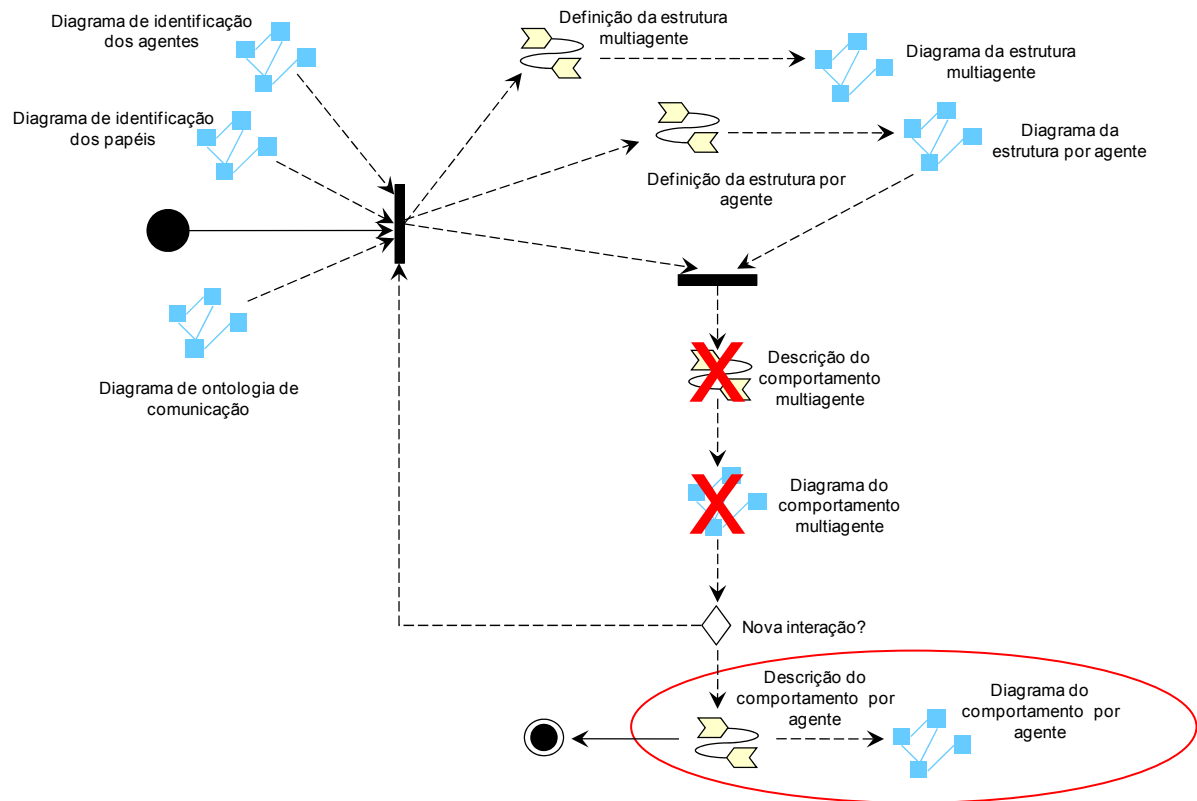 Diagrama de identificação
dos agentes
Definição da estrutura
multiagente
Diagrama da estrutura
multiagente
Diagrama de identificação
dos papéis
Diagrama da
estrutura por agente
Definição da estrutura por
agente
Diagrama de ontologia de
comunicação
Descrição do
comportamento
multiagente
Diagrama do
comportamento
multiagente
Nova interação?
Descrição do
comportamento por
agente
Diagrama do
comportamento por
agente